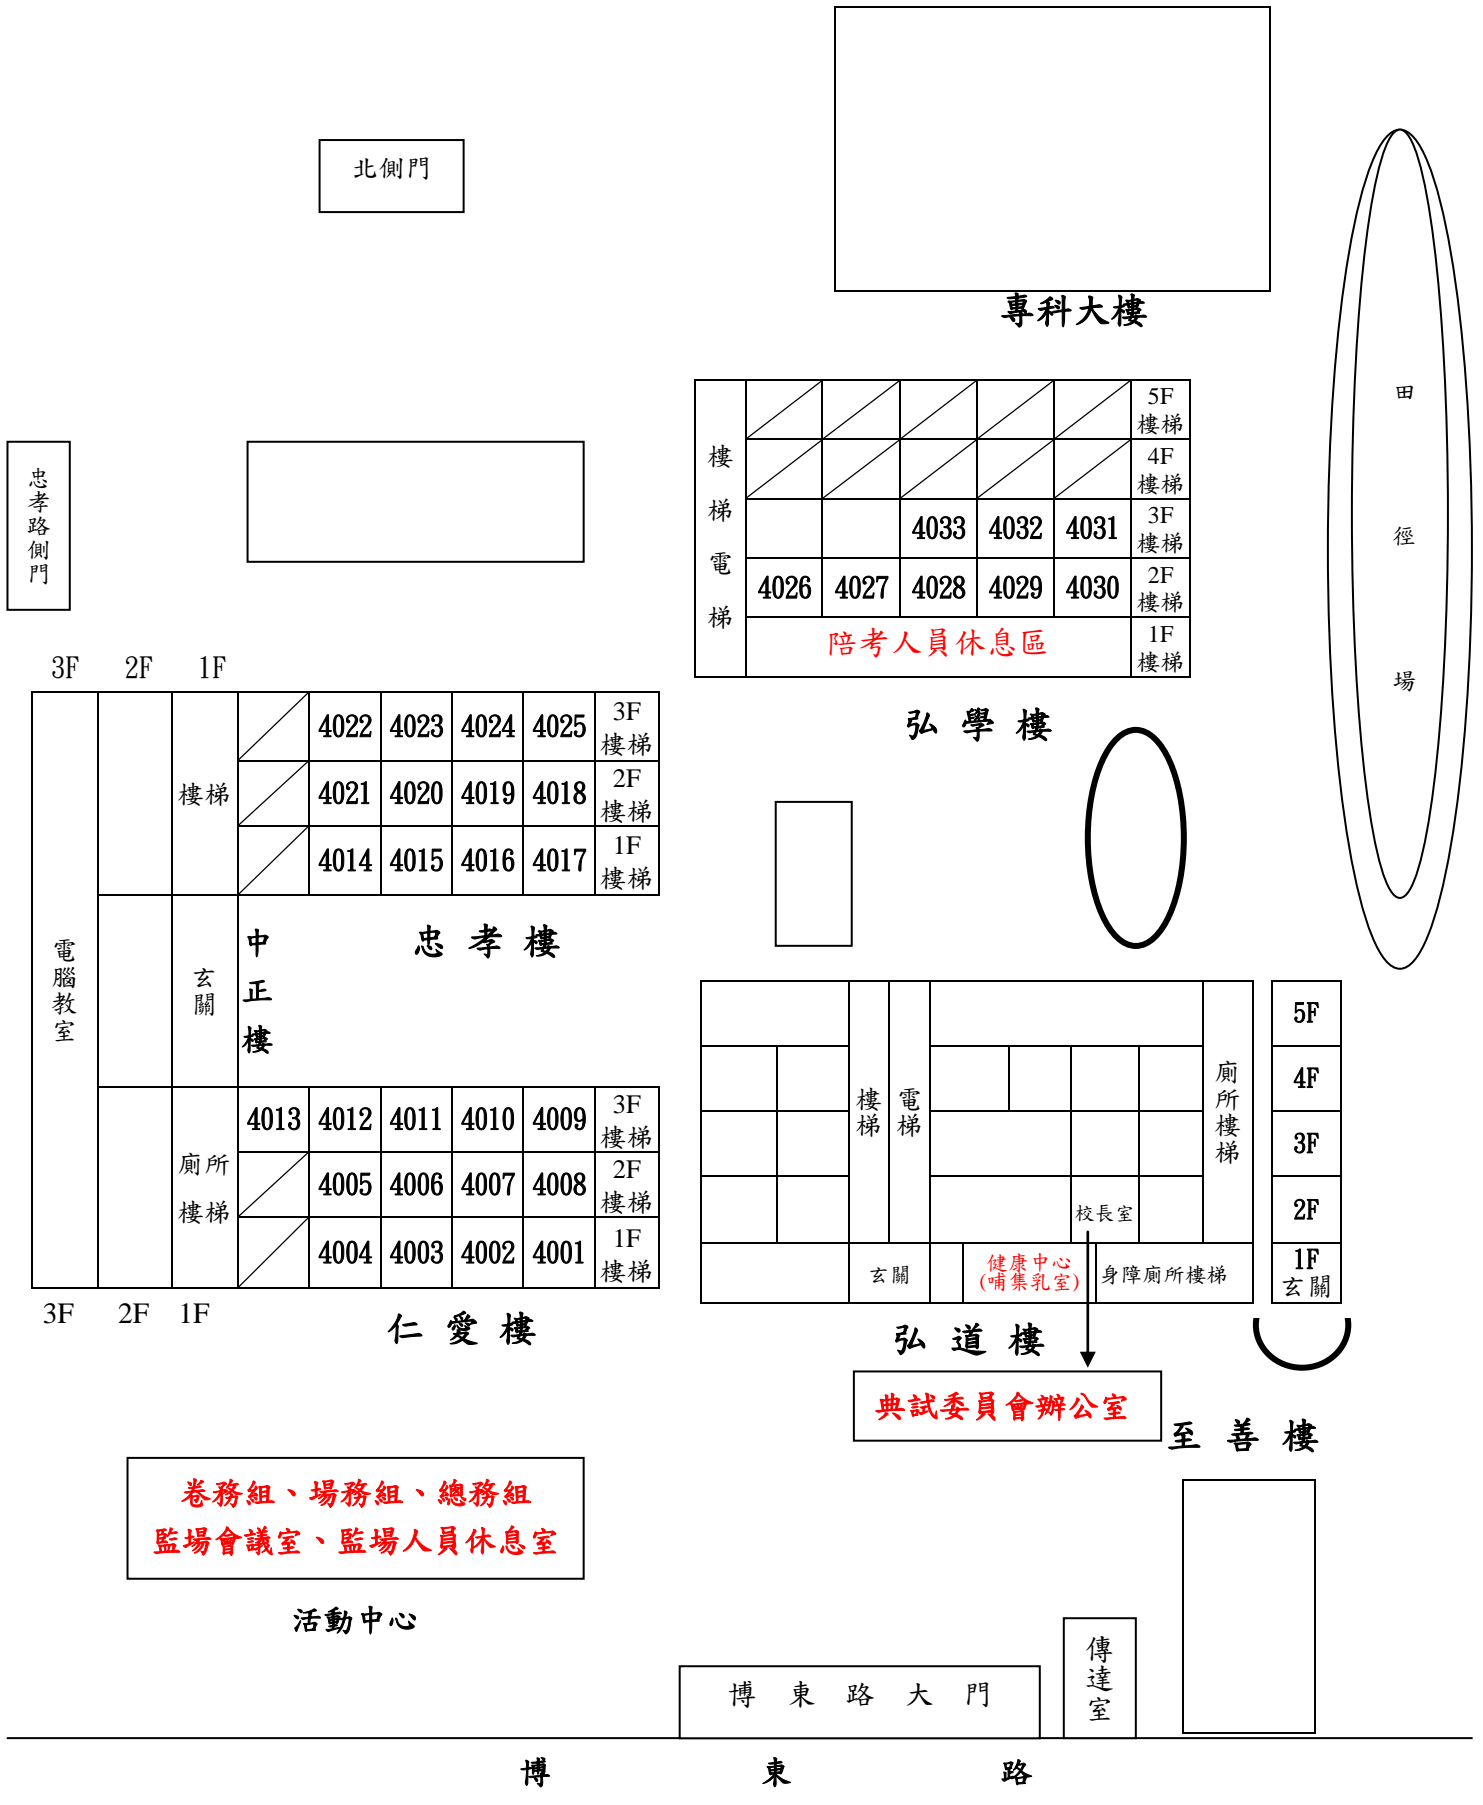 北側門
專科大樓
田徑場
忠孝路側門
樓梯電梯
5F
樓梯
4F
樓梯
4033 4032 4031 3F
樓梯
4026 4027 4028 4029 4030 2F
樓梯
陪考人員休息區 1F
樓梯
弘學樓
3F 2F 1F
電腦教室
樓梯
4022 4023 4024 4025 3F
樓梯
4021 4020 4019 4018 2F
樓梯
4014 4015 4016 4017 1F
樓梯
玄關
中正樓
忠孝樓
廁所
樓梯
4013 4012 4011 4010 4009 3F
樓梯
4005 4006 4007 4008 2F
樓梯
4004 4003 4002 4001 1F
樓梯
3F 2F 1F
仁愛樓
樓梯
電梯
廁所樓梯
校長室
玄關
健康中心
(哺集乳室)
身障廁所樓梯
弘道樓
典試委員會辦公室
5F
4F
3F
2F
1F
玄關
至善樓
卷務組、場務組、總務組
監場會議室、監場人員休息室
活動中心
博東路大門
傳達室
博東路